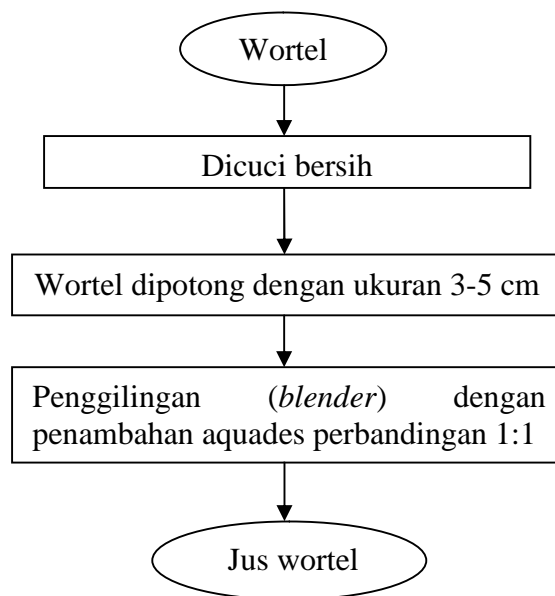 Wortel
Dicuci bersih
Wortel dipotong dengan ukuran 3-5 cm
Penggilingan (blender) dengan
penambahan aquades perbandingan 1:1
Jus wortel